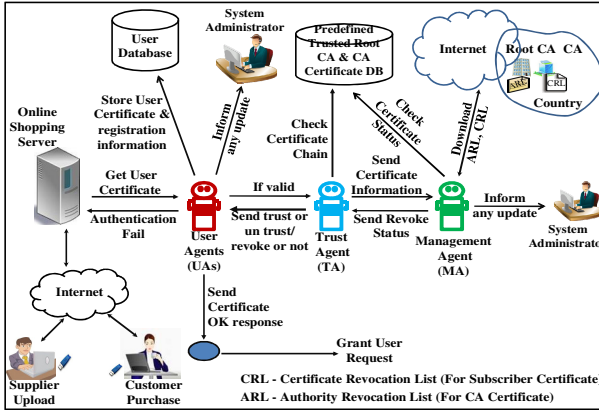 User
Database
System
Administrator
Predefined
Trusted Root
CA & CA
Certificate DB
Internet
Root CA CA
ARL
CRL
Country
Online
Shopping
Server
Store User
Certificate &
registration
information
Inform
any update
Check
Certificate
Chain
Check
Certificate
Status
Download
ARL, CRL
Get User
Certificate
Authentication
Fail
If valid
Send trust or
un trust/
revoke or not
Send
Certificate
Information
Send Revoke
Status
Inform
any update
User
Agents
(UAs)
Trust
Agent
(TA)
Management
Agent
(MA)
System
Administrator
Internet
Send
Certificate
OK response
Supplier
Upload
Customer
Purchase
Grant User
Request
CRL - Certificate Revocation List (For Subscriber Certificate)
ARL - Authority Revocation List (For CA Certificate)